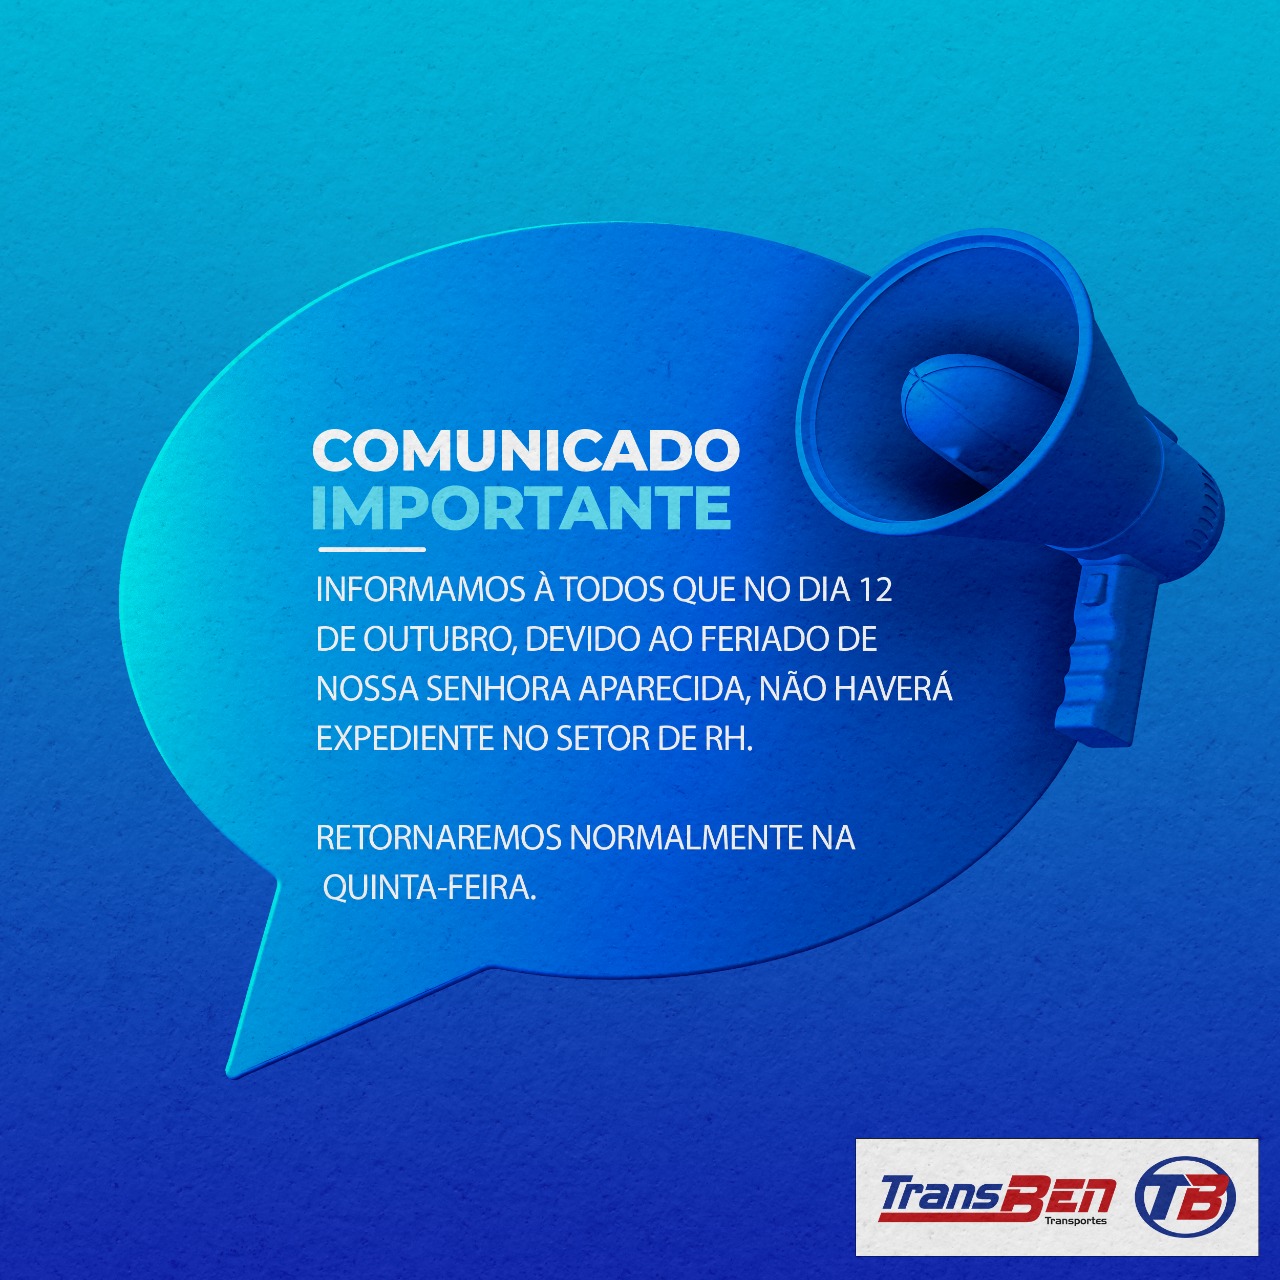 COMUNICADO
IMPORTANTE
INFORMAMOS À TODOS QUE NO DIA 12
DE OUTUBRO, DEVIDO AO FERIADO DE
NOSSA SENHORA APARECIDA, NÃO HAVERÁ
EXPEDIENTE NO SETOR DE RH.
RETORNAREMOS NORMALMENTE NA
QUINTA-FEIRA.
TransBen TB
Transportes